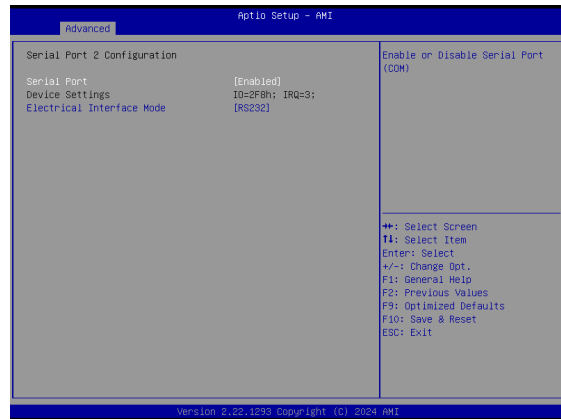 Aptio Setup - AMI
Advanced
Serial Port 2 Configuration
Serial Port [Enabled]
Device Settings IO=2F8h; IRQ=3;
Electrical Interface Mode [RS232]
Enable or Disable Serial Port
(COM)
→←: Select Screen
↑↓: Select Item
Enter: Select
+/-: Change Opt.
F1: General Help
F2: Previous Values
F9: Optimized Defaults
F10: Save & Reset
ESC: Exit
Version 2.22.1293 Copyright (C) 2024 AMI